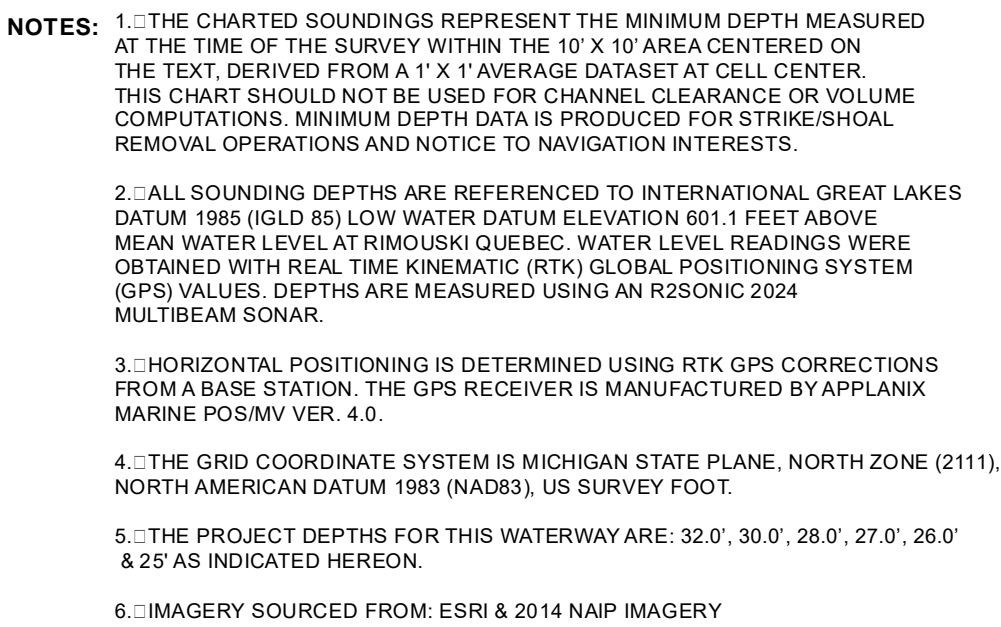 NOTES: 1.□THE CHARTED SOUNDINGS REPRESENT THE MINIMUM DEPTH MEASURED
AT THE TIME OF THE SURVEY WITHIN THE 10’ X 10’ AREA CENTERED ON
THE TEXT, DERIVED FROM A 1' X 1' AVERAGE DATASET AT CELL CENTER.
THIS CHART SHOULD NOT BE USED FOR CHANNEL CLEARANCE OR VOLUME
COMPUTATIONS. MINIMUM DEPTH DATA IS PRODUCED FOR STRIKE/SHOAL
REMOVAL OPERATIONS AND NOTICE TO NAVIGATION INTERESTS.
2.□ALL SOUNDING DEPTHS ARE REFERENCED TO INTERNATIONAL GREAT LAKES
DATUM 1985 (IGLD 85) LOW WATER DATUM ELEVATION 601.1 FEET ABOVE
MEAN WATER LEVEL AT RIMOUSKI QUEBEC. WATER LEVEL READINGS WERE
OBTAINED WITH REAL TIME KINEMATIC (RTK) GLOBAL POSITIONING SYSTEM
(GPS) VALUES. DEPTHS ARE MEASURED USING AN R2SONIC 2024
MULTIBEAM SONAR.
3.□HORIZONTAL POSITIONING IS DETERMINED USING RTK GPS CORRECTIONS
FROM A BASE STATION. THE GPS RECEIVER IS MANUFACTURED BY APPLANIX
MARINE POS/MV VER. 4.0.
4.□THE GRID COORDINATE SYSTEM IS MICHIGAN STATE PLANE, NORTH ZONE (2111),
NORTH AMERICAN DATUM 1983 (NAD83), US SURVEY FOOT.
5.□THE PROJECT DEPTHS FOR THIS WATERWAY ARE: 32.0’, 30.0’, 28.0’, 27.0’, 26.0’
& 25' AS INDICATED HEREON.
6.□IMAGERY SOURCED FROM: ESRI & 2014 NAIP IMAGERY